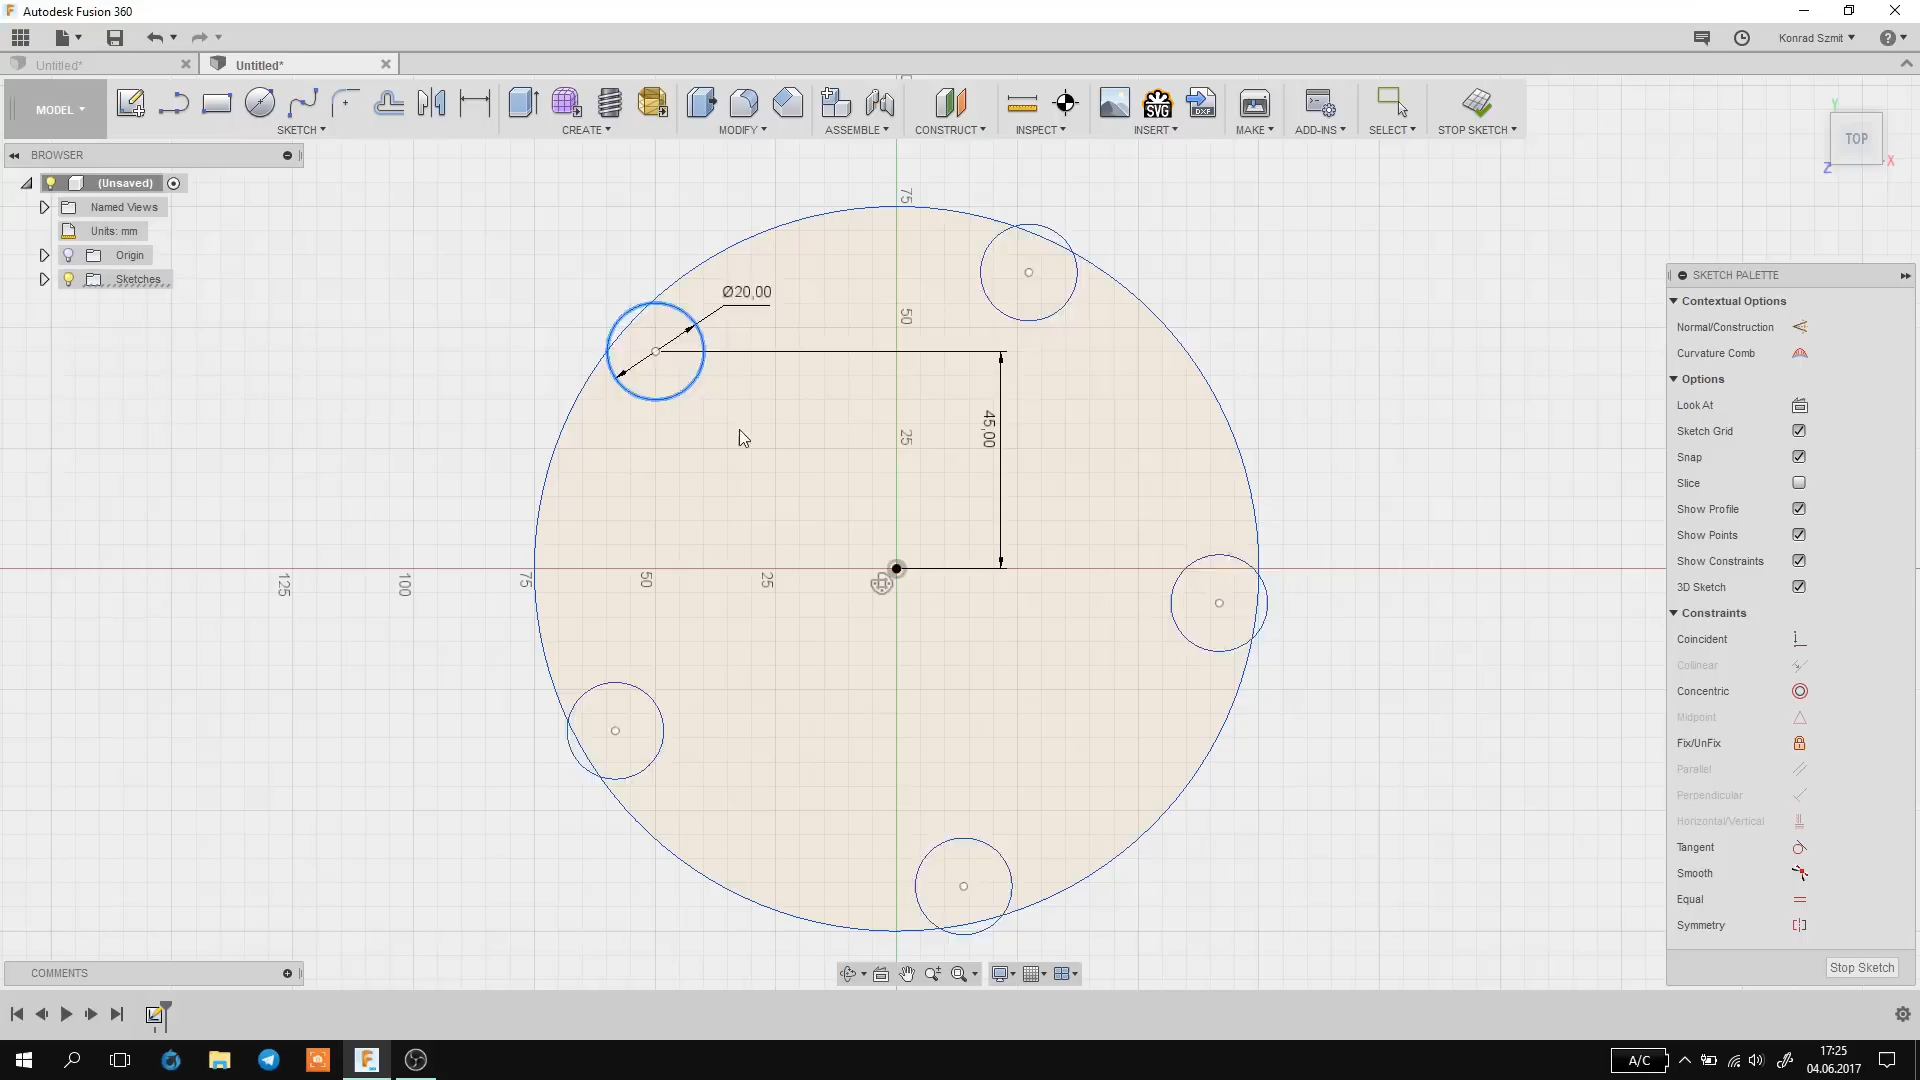 Autodesk Fusion 360
Konrad Szmit
Untitled*
Untitled*
MODEL
SKETCH
CREATE
MODIFY
ASSEMBLE
CONSTRUCT
INSPECT
SVG
DXF
INSERT
MAKE
ADD-INS
SELECT
STOP SKETCH
TOP
Y
X
Z
BROWSER
(Unsaved)
Named Views
Units: mm
Origin
Sketches
75
50
25
Ø20,00
45,00
125
100
75
50
25
SKETCH PALETTE
Contextual Options
Normal/Construction
Curvature Comb
Options
Look At
Sketch Grid
Snap
Slice
Show Profile
Show Points
Show Constraints
3D Sketch
Constraints
Coincident
Collinear
Concentric
Midpoint
Fix/UnFix
Parallel
Perpendicular
Horizontal/Vertical
Tangent
Smooth
Equal
Symmetry
Stop Sketch
COMMENTS
A/C
17:25
04.06.2017